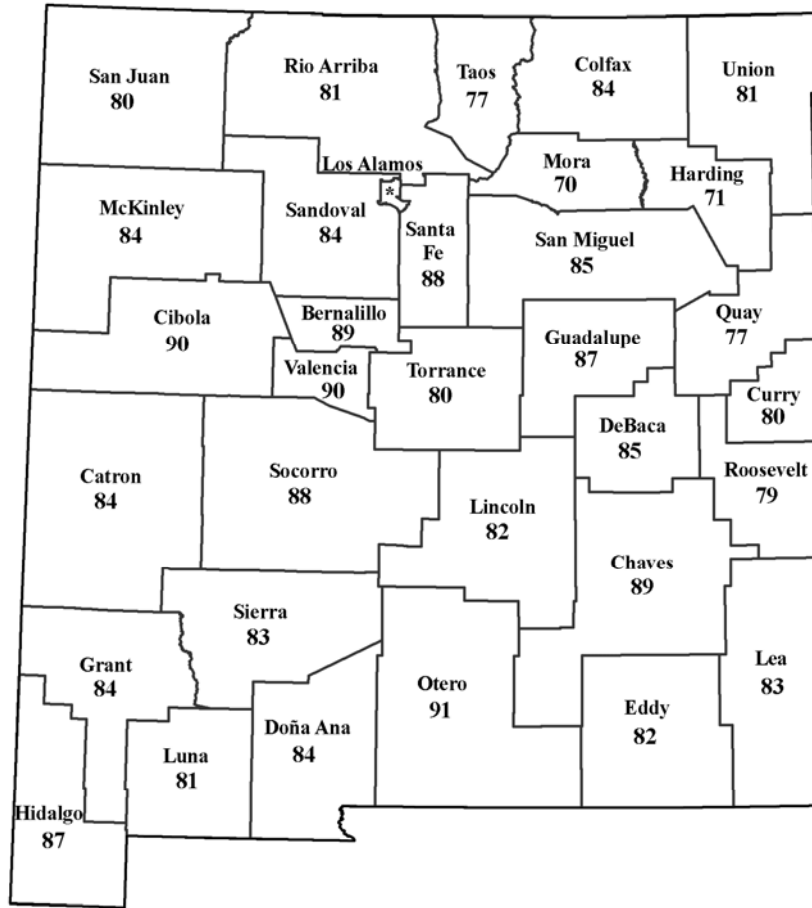 San Juan
80
Rio Arriba
81
Taos
77
Colfax
84
Union
81
Los Alamos
*
Mora
70
Harding
71
McKinley
84
Sandoval
84
Santa
Fe
88
San Miguel
85
Cibola
90
Bernalillo
89
Valencia
90
Torrance
80
Guadalupe
87
Quay
77
Curry
80
DeBaca
85
Roosevelt
79
Catron
84
Socorro
88
Lincoln
82
Chaves
89
Sierra
83
Grant
84
Otero
91
Lea
83
Eddy
82
Doña Ana
84
Luna
81
Hidalgo
87